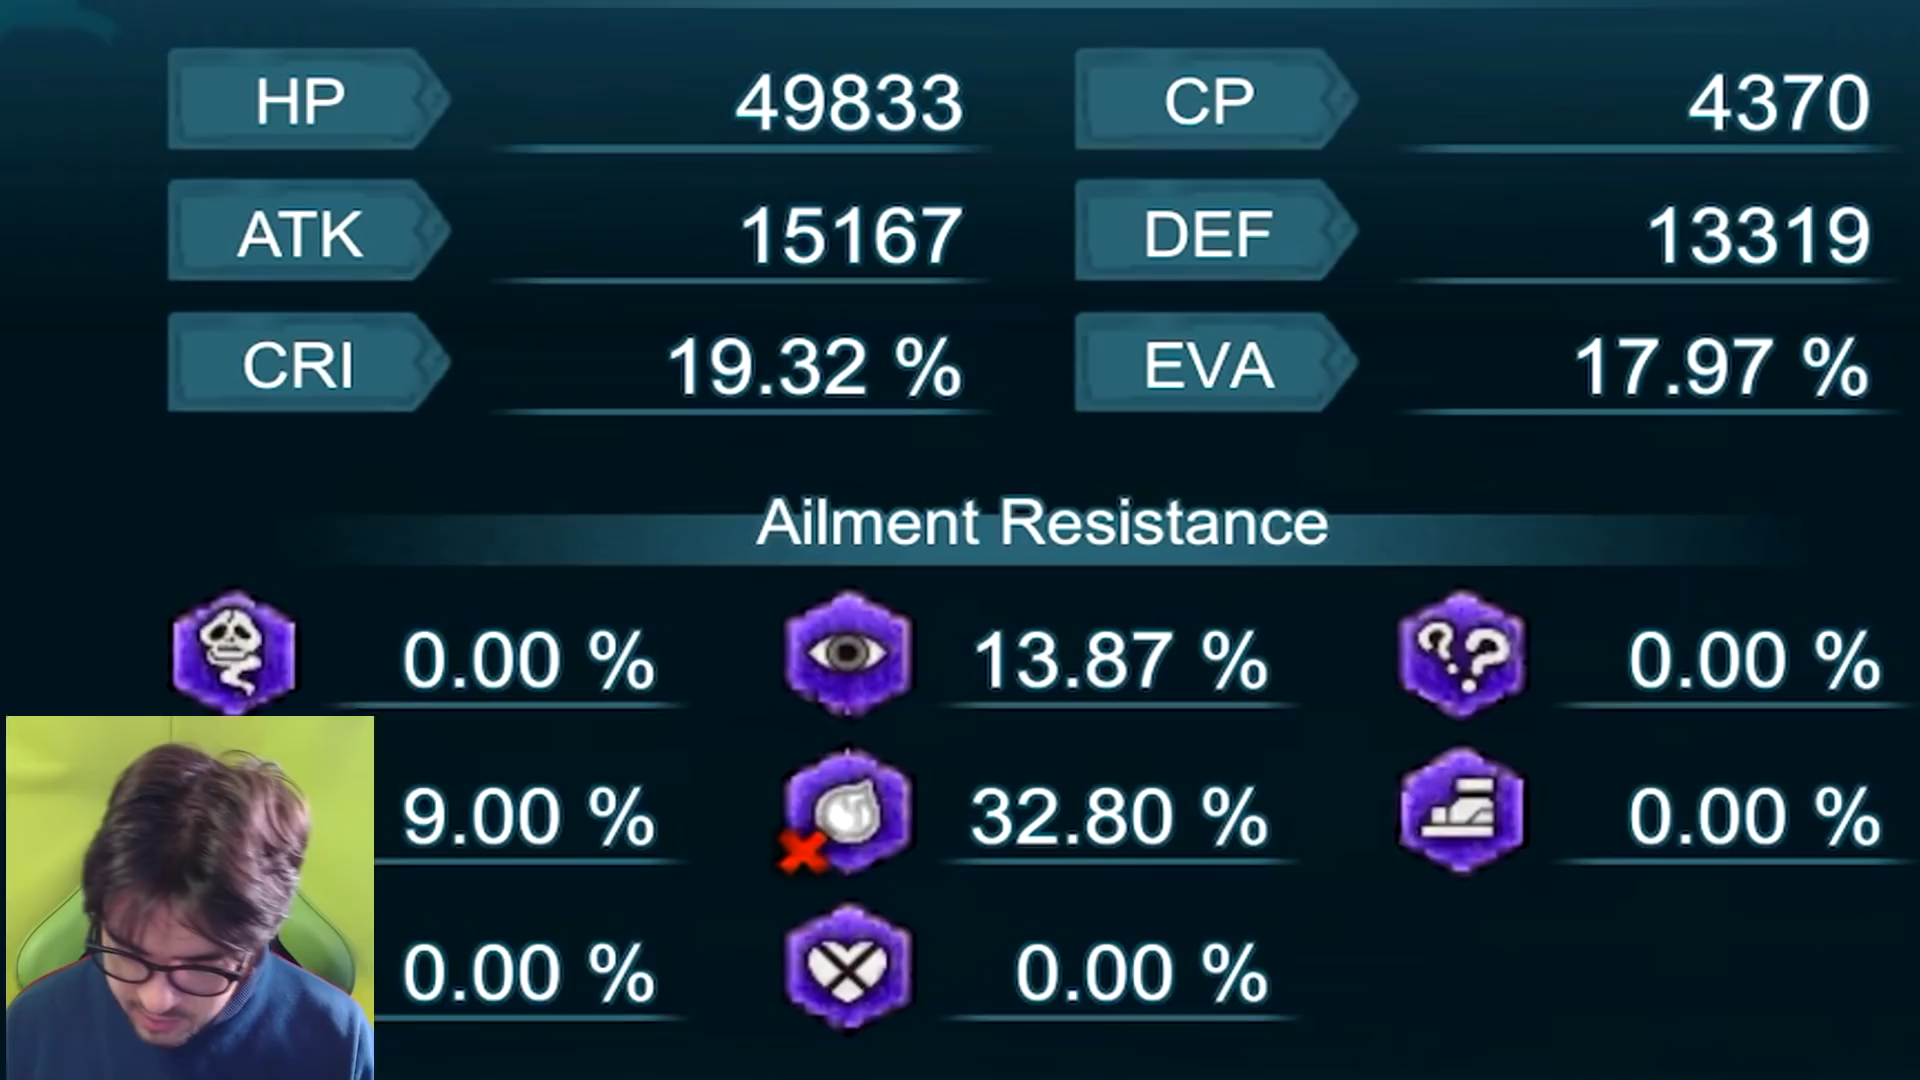 HP 49833 CP 4370
ATK 15167 DEF 13319
CRI 19.32 % EVA 17.97 %
Ailment Resistance
0.00 % 13.87 % 0.00 %
9.00 % 32.80 % 0.00 %
0.00 % 0.00 %